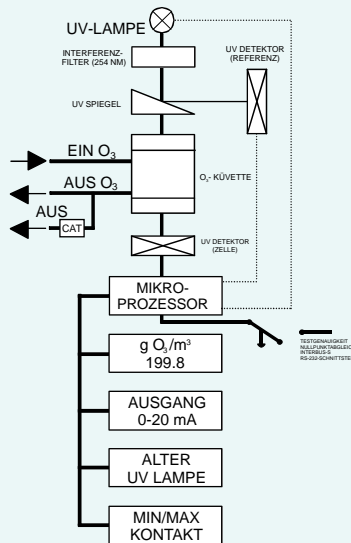 UV-LAMPE
INTERFERENZ-
FILTER (254 NM)
UV DETEKTOR
(REFERENZ)
UV SPIEGEL
EIN O₃
O₃- KÜVETTE
AUS O₃
AUS
CAT
UV DETEKTOR
(ZELLE)
MIKRO-
PROZESSOR
TESTGENAUIGKEIT
NULLPUNKTABGLEICH
INTERBUS-S
RS-232-SCHNITTSTELLE
g O₃/m³
199.8
AUSGANG
0-20 mA
ALTER
UV LAMPE
MIN/MAX
KONTAKT